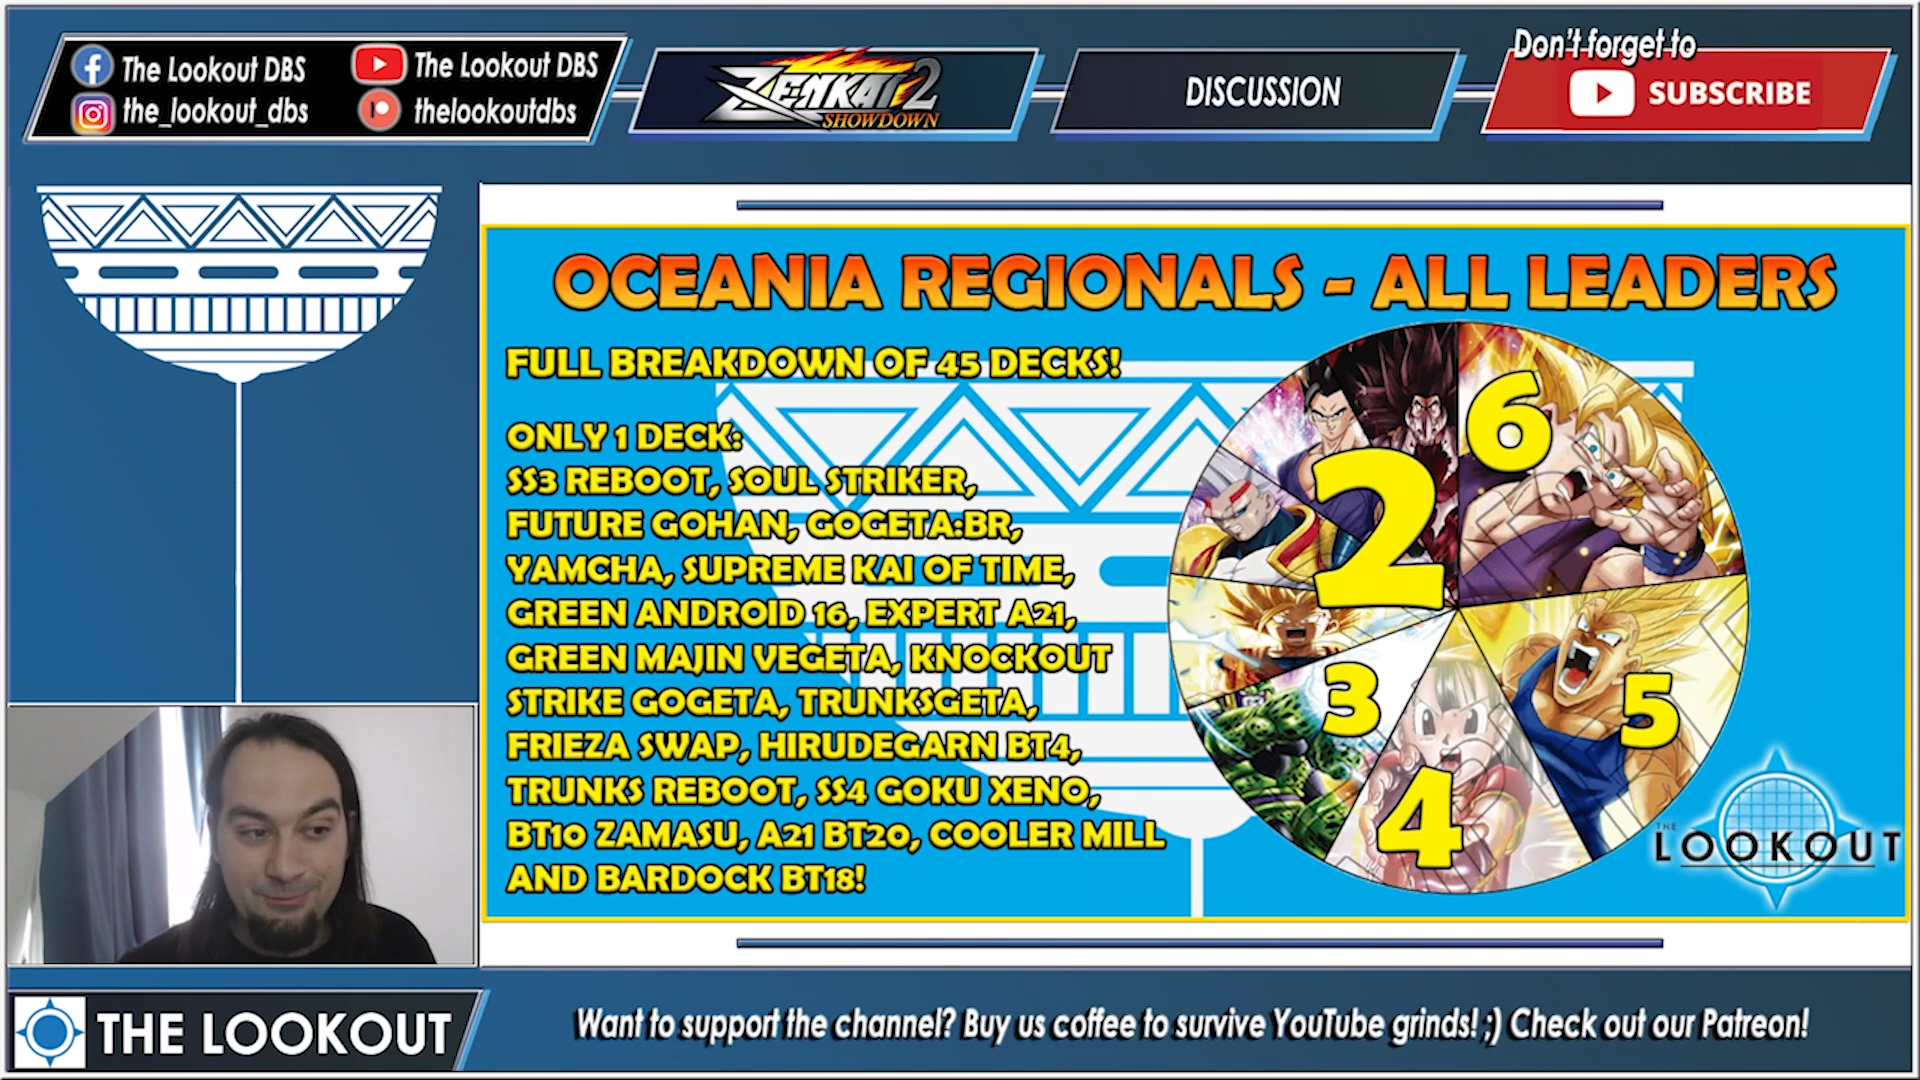 The Lookout DBS
The Lookout DBS
the_lookout_dbs
thelookoutdbs
ZENKAI 2
SHOWDOWN
DISCUSSION
Don't forget to
SUBSCRIBE
OCEANIA REGIONALS - ALL LEADERS
FULL BREAKDOWN OF 45 DECKS!
ONLY 1 DECK:
SS3 REBOOT, SOUL STRIKER,
FUTURE GOHAN, GOGETA:BR,
YAMCHA, SUPREME KAI OF TIME,
GREEN ANDROID 16, EXPERT A21,
GREEN MAJIN VEGETA, KNOCKOUT
STRIKE GOGETA, TRUNKSGETA,
FRIEZA SWAP, HIRUDEGARN BT4,
TRUNKS REBOOT, SS4 GOKU XENO,
BT10 ZAMASU, A21 BT20, COOLER MILL
AND BARDOCK BT18!
6
2
5
3
4
THE
LOOKOUT
THE LOOKOUT
Want to support the channel? Buy us coffee to survive YouTube grinds! ;) Check out our Patreon!